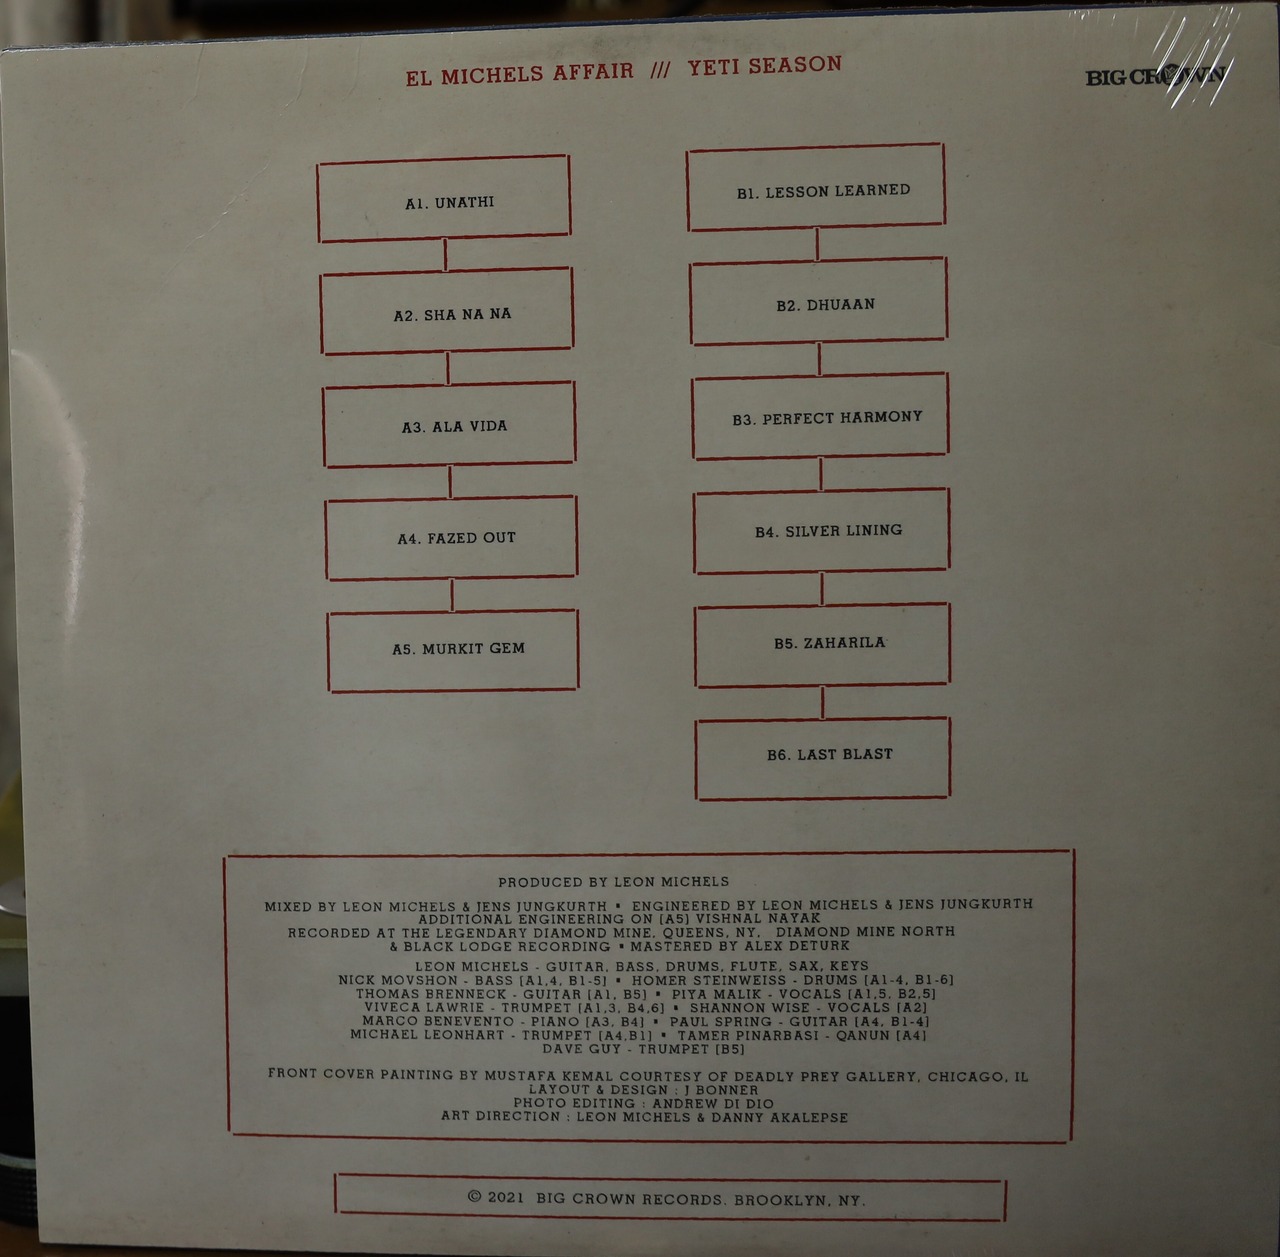 EL MICHELS AFFAIR /// YETI SEASON
BIG CROWN
A1. UNATHI
A2. SHA NA NA
A3. ALA VIDA
A4. FAZED OUT
A5. MURKIT GEM
B1. LESSON LEARNED
B2. DHUAAN
B3. PERFECT HARMONY
B4. SILVER LINING
B5. ZAHARILA
B6. LAST BLAST
PRODUCED BY LEON MICHELS
MIXED BY LEON MICHELS & JENS JUNGKURTH ▪ ENGINEERED BY LEON MICHELS & JENS JUNGKURTH
ADDITIONAL ENGINEERING ON [A5] VISHNAL NAYAK
RECORDED AT THE LEGENDARY DIAMOND MINE, QUEENS, NY, DIAMOND MINE NORTH
& BLACK LODGE RECORDING ▪ MASTERED BY ALEX DETURK
LEON MICHELS - GUITAR, BASS, DRUMS, FLUTE, SAX, KEYS
NICK MOVSHON - BASS [A1,4, B1-5] ▪ HOMER STEINWEISS - DRUMS [A1-4, B1-6]
THOMAS BRENNECK - GUITAR [A1, B5] ▪ PIYA MALIK - VOCALS [A1,5, B2,5]
VIVECA LAWRIE - TRUMPET [A1,3, B4,6] ▪ SHANNON WISE - VOCALS [A2]
MARCO BENEVENTO - PIANO [A3, B4] ▪ PAUL SPRING - GUITAR [A4, B1-4]
MICHAEL LEONHART - TRUMPET [A4,B1] ▪ TAMER PINARBASI - QANUN [A4]
DAVE GUY - TRUMPET [B5]
FRONT COVER PAINTING BY MUSTAFA KEMAL COURTESY OF DEADLY PREY GALLERY, CHICAGO, IL
LAYOUT & DESIGN : J BONNER
PHOTO EDITING : ANDREW DI DIO
ART DIRECTION : LEON MICHELS & DANNY AKALEPSE
© 2021 BIG CROWN RECORDS. BROOKLYN, NY.